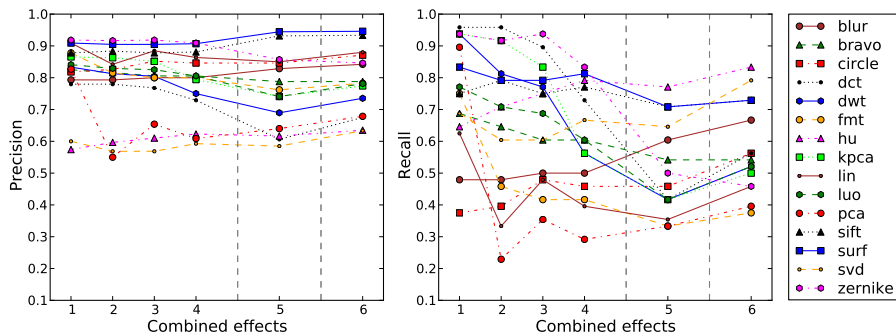 1.0
0.9
0.8
0.7
0.6
0.5
0.4
0.3
0.2
0.1
Precision
1 2 3 4 5 6
Combined effects
1.0
0.9
0.8
0.7
0.6
0.5
0.4
0.3
0.2
0.1
Recall
1 2 3 4 5 6
Combined effects
blur
bravo
circle
dct
dwt
fmt
hu
kpca
lin
luo
pca
sift
surf
svd
zernike